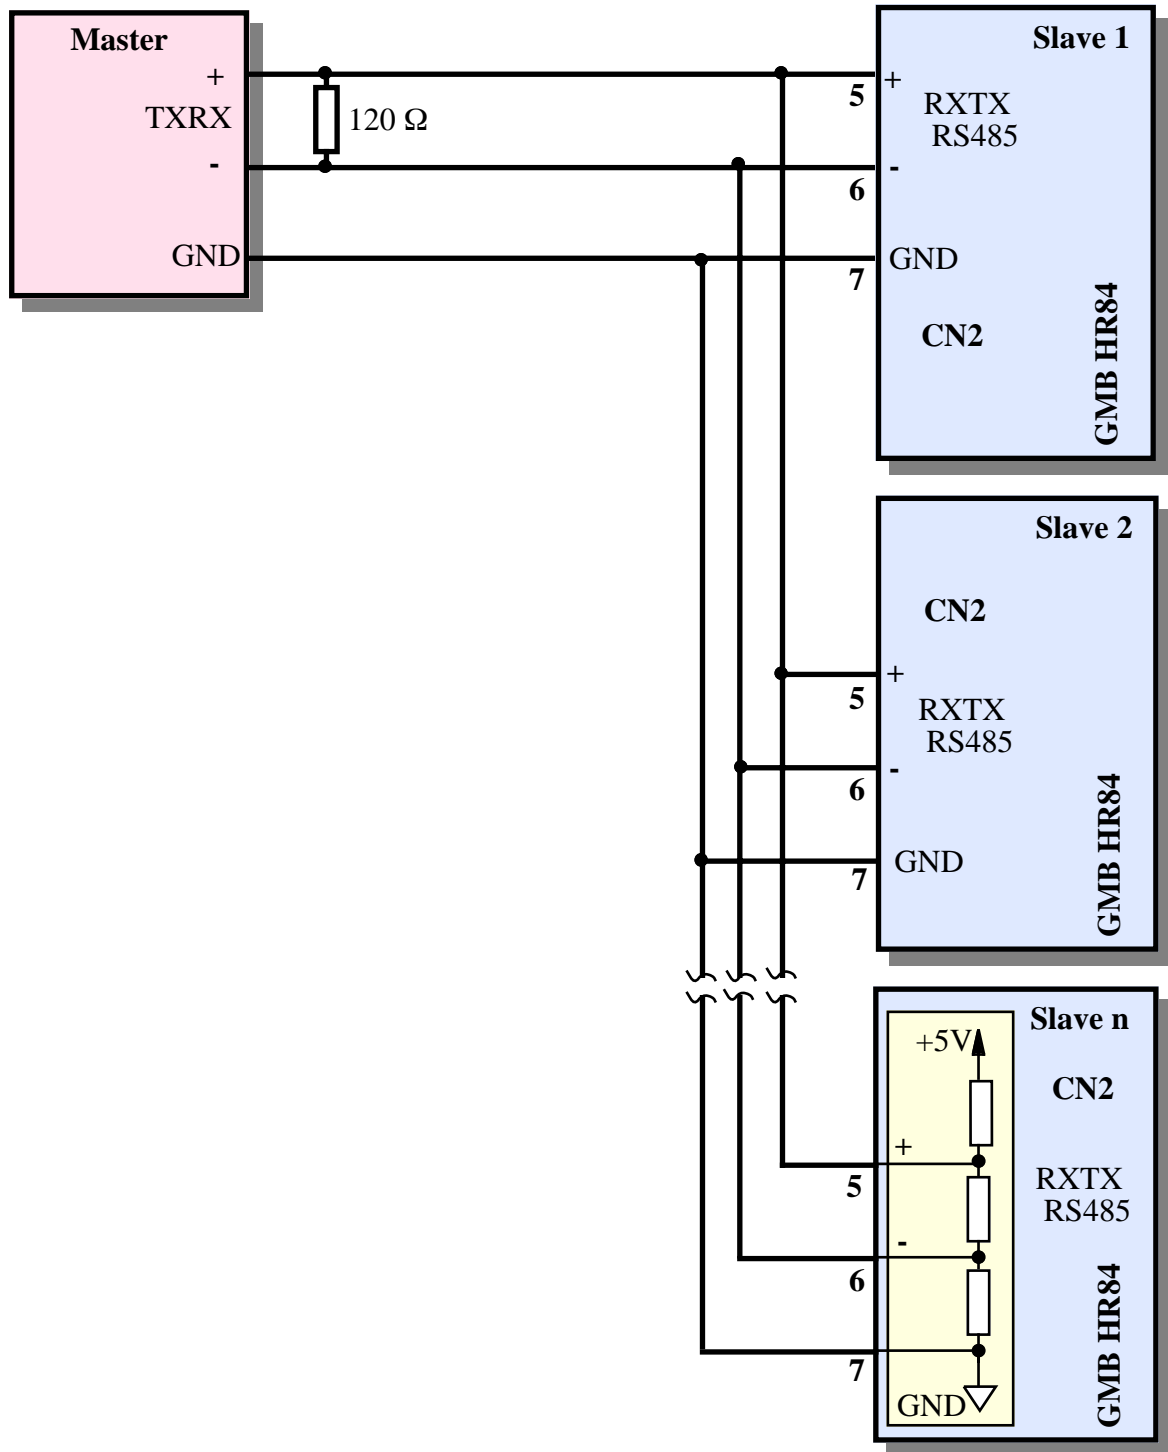 Master
+
TXRX
-
GND
120 Ω
Slave 1
5
+
RXTX
RS485
6
-
7
GND
CN2
GMB HR84
Slave 2
CN2
5
+
RXTX
RS485
6
-
7
GND
GMB HR84
Slave n
+5V
CN2
+
5
RXTX
RS485
-
6
7
GND
GMB HR84